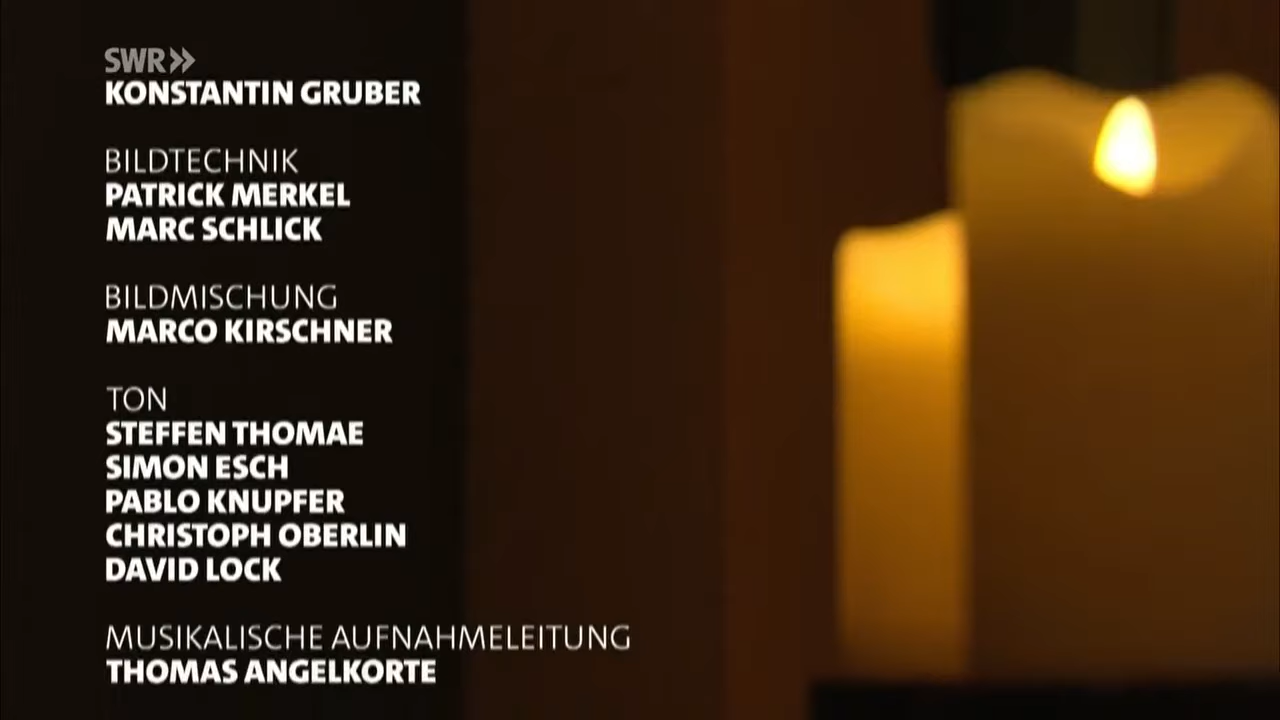 SWR»
KONSTANTIN GRUBER
BILDTECHNIK
PATRICK MERKEL
MARC SCHLICK
BILDMISCHUNG
MARCO KIRSCHNER
TON
STEFFEN THOMAE
SIMON ESCH
PABLO KNUPFER
CHRISTOPH OBERLIN
DAVID LOCK
MUSIKALISCHE AUFNAHMELEITUNG
THOMAS ANGELKORTE